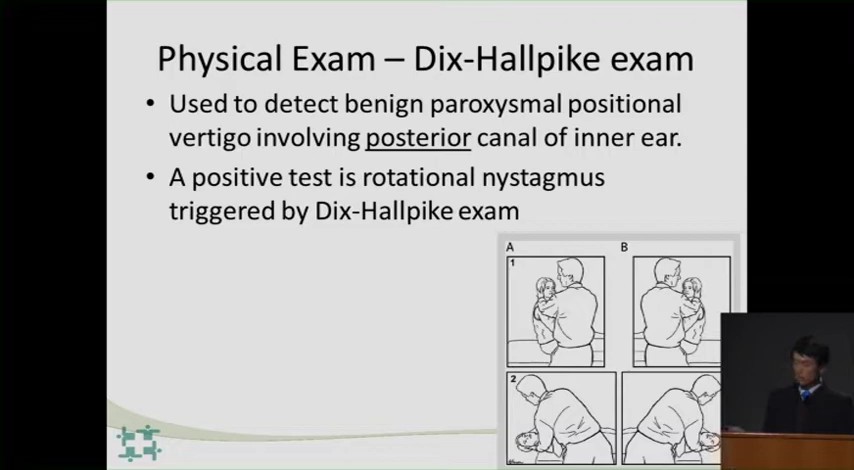 Physical Exam – Dix-Hallpike exam
• Used to detect benign paroxysmal positional
vertigo involving posterior canal of inner ear.
• A positive test is rotational nystagmus
triggered by Dix-Hallpike exam
A B
1
2